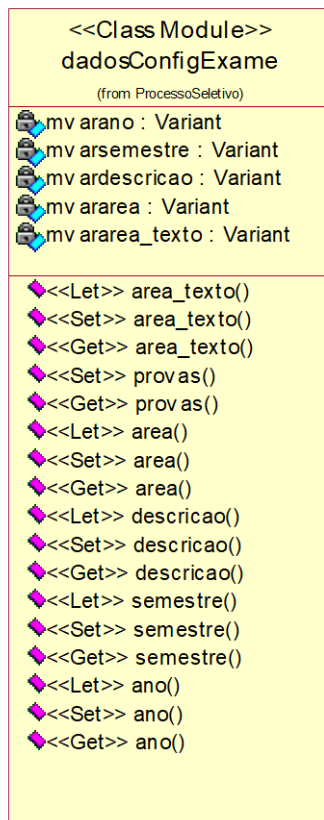 <<Class Module>>
dadosConfigExame
(from ProcessoSeletivo)
mvarano : Variant
mvarsemestre : Variant
mvardescricao : Variant
mvararea : Variant
mvararea_texto : Variant
<<Let>> area_texto()
<<Set>> area_texto()
<<Get>> area_texto()
<<Set>> provas()
<<Get>> provas()
<<Let>> area()
<<Set>> area()
<<Get>> area()
<<Let>> descricao()
<<Set>> descricao()
<<Get>> descricao()
<<Let>> semestre()
<<Set>> semestre()
<<Get>> semestre()
<<Let>> ano()
<<Set>> ano()
<<Get>> ano()